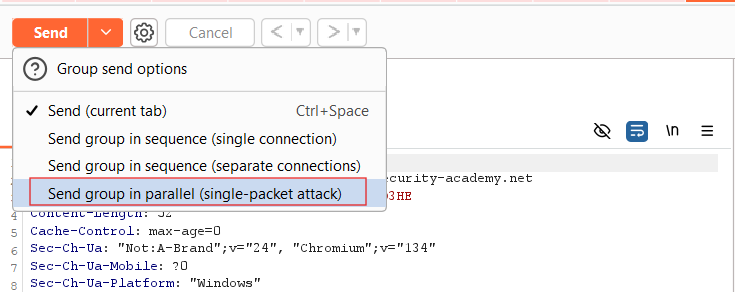 Send
Cancel
<
>
? Group send options
Send (current tab) Ctrl+Space
Send group in sequence (single connection)
Send group in sequence (separate connections)
Send group in parallel (single-packet attack)
\n
curity-academy.net
3HE
4 Content-Length: 32
5 Cache-Control: max-age=0
6 Sec-Ch-Ua: "Not:A-Brand";v="24", "Chromium";v="134"
7 Sec-Ch-Ua-Mobile: ?0
8 Sec-Ch-Ua-Platform: "Windows"